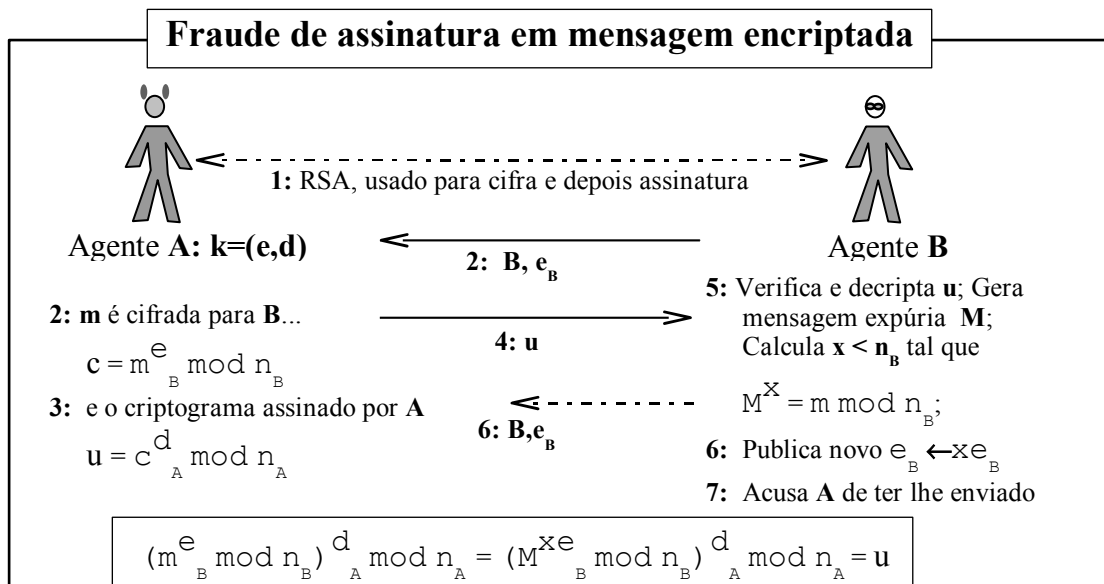 Fraude de assinatura em mensagem encriptada
1: RSA, usado para cifra e depois assinatura
Agente A: k=(e,d)
Agente B
2: B, e_B
2: m é cifrada para B...
c = m^e_B mod n_B
3: e o criptograma assinado por A
u = c^d_A mod n_A
4: u
5: Verifica e decripta u; Gera
mensagem expúria M;
Calcula x < n_B tal que
M^x = m mod n_B;
6: B,e_B
6: Publica novo e_B ← xe_B
7: Acusa A de ter lhe enviado
(m^e_B mod n_B)^d_A mod n_A = (M^xe_B mod n_B)^d_A mod n_A = u